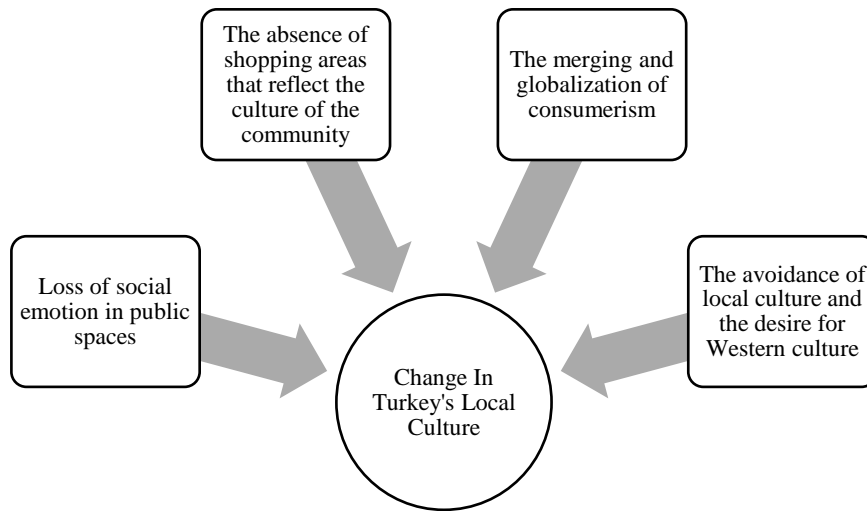 The absence of
shopping areas
that reflect the
culture of the
community
The merging and
globalization of
consumerism
Loss of social
emotion in public
spaces
The avoidance of
local culture and
the desire for
Western culture
Change In
Turkey's Local
Culture